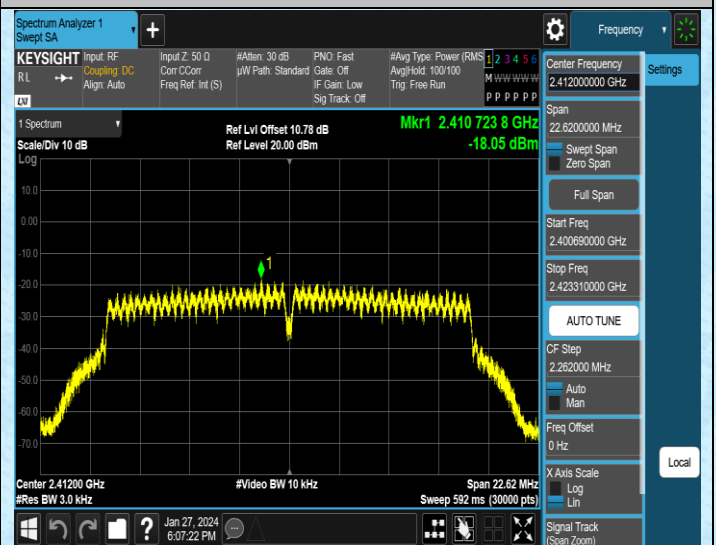 Spectrum Analyzer 1
Swept SA
+
Frequency
KEYSIGHT
RL
LXI
Input: RF
Coupling: DC
Align: Auto
Input Z: 50 Ω
Corr CCorr
Freq Ref: Int (S)
#Atten: 30 dB
µW Path: Standard
PNO: Fast
Gate: Off
IF Gain: Low
Sig Track: Off
#Avg Type: Power (RMS
Avg|Hold: 100/100
Trig: Free Run
1 2 3 4 5 6
M W W W W W
P P P P P P
1 Spectrum
Scale/Div 10 dB
Log
Ref Lvl Offset 10.78 dB
Ref Level 20.00 dBm
Mkr1 2.410 723 8 GHz
-18.05 dBm
10.0
0.00
-10.0
-20.0
-30.0
-40.0
-50.0
-60.0
-70.0
1
Center 2.41200 GHz
#Res BW 3.0 kHz
#Video BW 10 kHz
Span 22.62 MHz
Sweep 592 ms (30000 pts)
?
Jan 27, 2024
6:07:22 PM
Center Frequency
2.412000000 GHz
Span
22.6200000 MHz
Swept Span
Zero Span
Full Span
Start Freq
2.400690000 GHz
Stop Freq
2.423310000 GHz
AUTO TUNE
CF Step
2.262000 MHz
Auto
Man
Freq Offset
0 Hz
X Axis Scale
Log
Lin
Signal Track
(Span Zoom)
Settings
Local